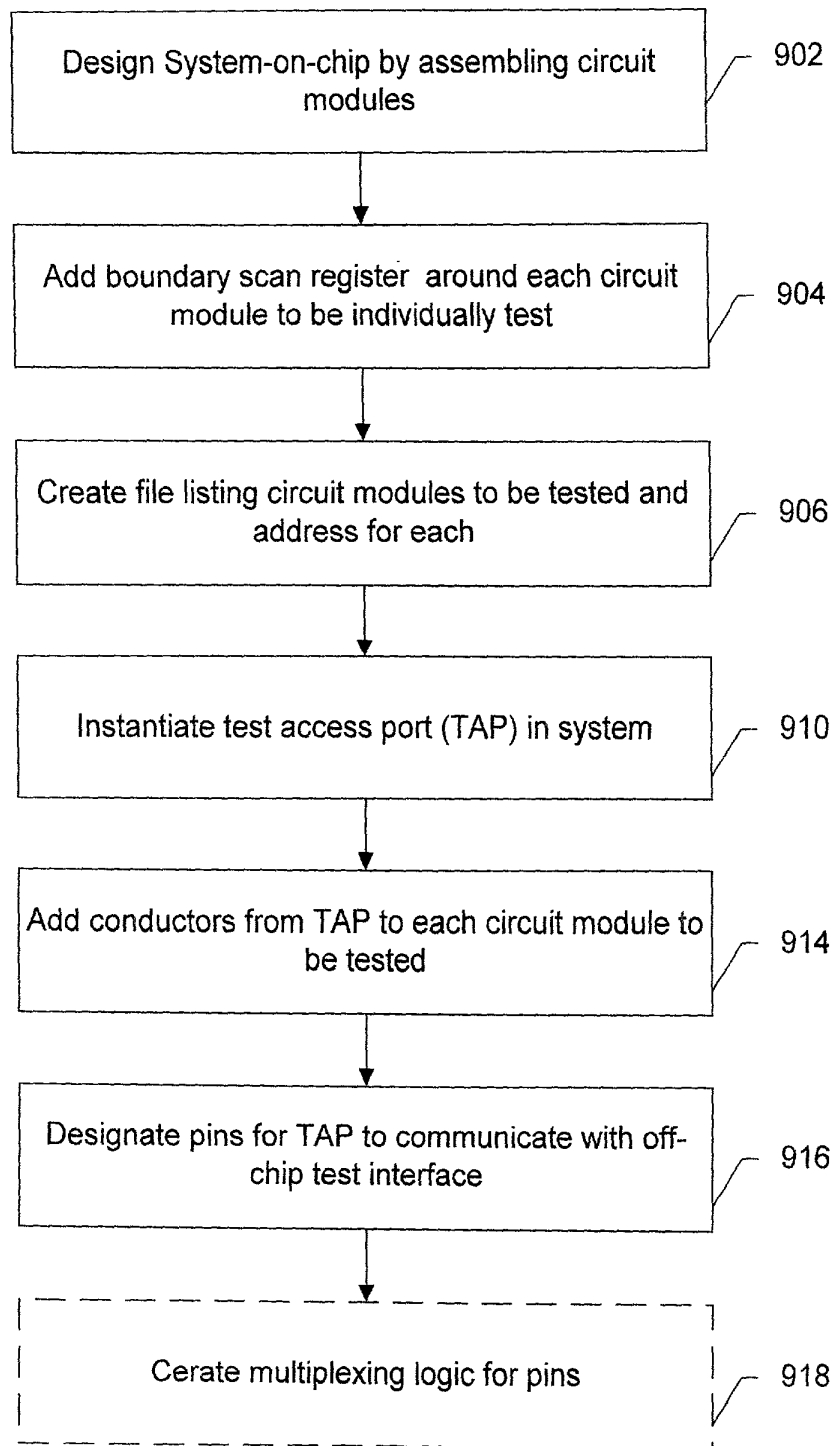 Design System-on-chip by assembling circuit
modules
902
Add boundary scan register around each circuit
module to be individually test
904
Create file listing circuit modules to be tested and
address for each
906
Instantiate test access port (TAP) in system
910
Add conductors from TAP to each circuit module to
be tested
914
Designate pins for TAP to communicate with off-
chip test interface
916
Cerate multiplexing logic for pins
918